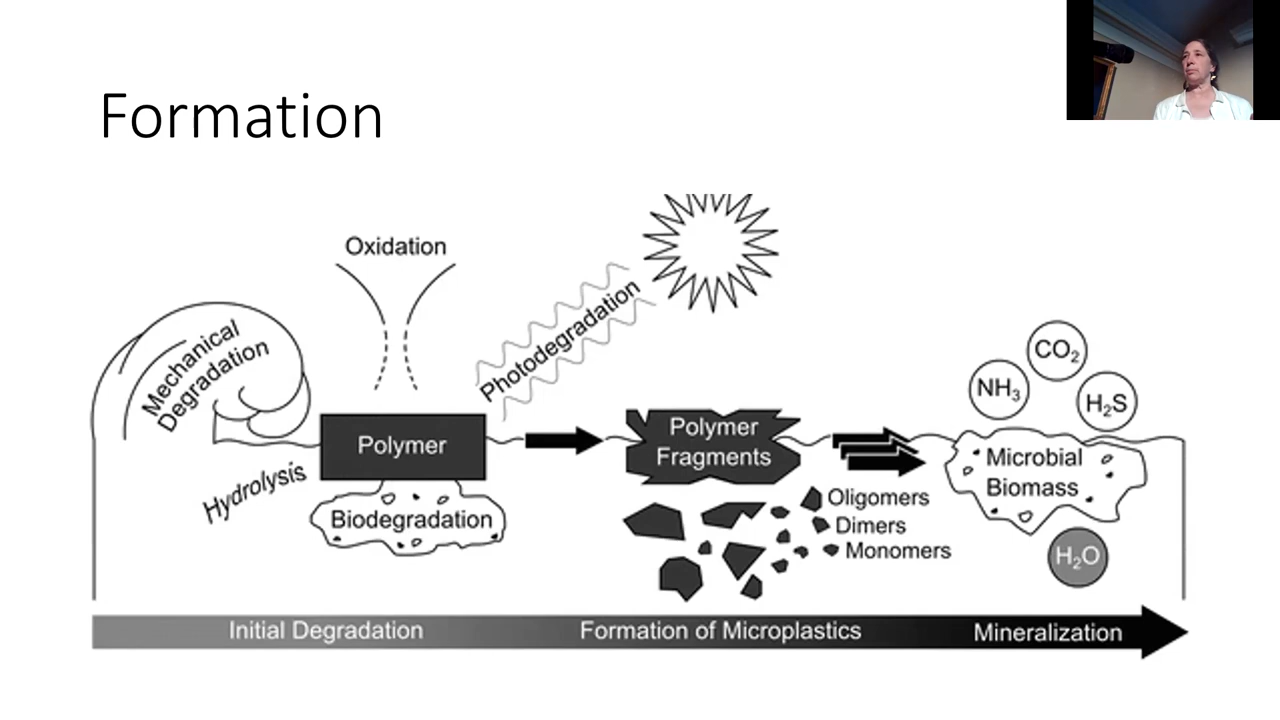 Formation
Oxidation
Mechanical
Degradation
Photodegradation
Hydrolysis
Polymer
Biodegradation
Polymer
Fragments
Oligomers
Dimers
Monomers
CO₂
NH₃
H₂S
Microbial
Biomass
H₂O
Initial Degradation
Formation of Microplastics
Mineralization